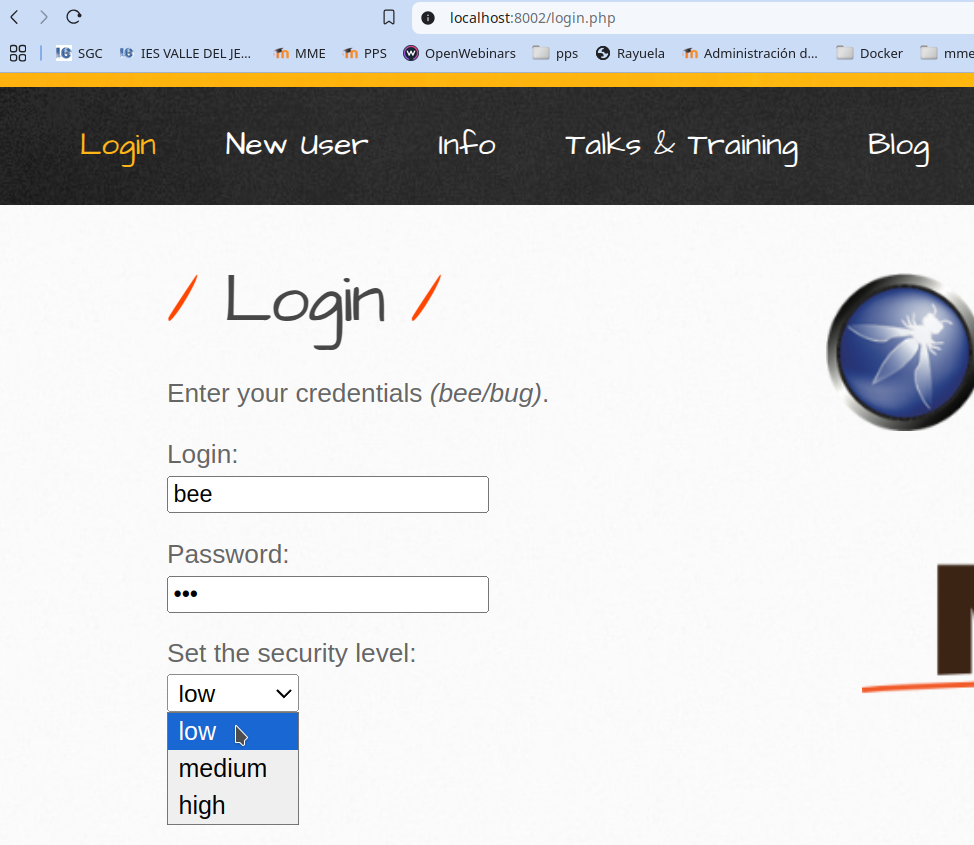 localhost:8002/login.php
SGC IES VALLE DEL JE... MME PPS OpenWebinars pps Rayuela Administración d... Docker mme
Login New User Info Talks & Training Blog
/ Login /
Enter your credentials (bee/bug).
Login:
bee
Password:
•••
Set the security level:
low
low
medium
high